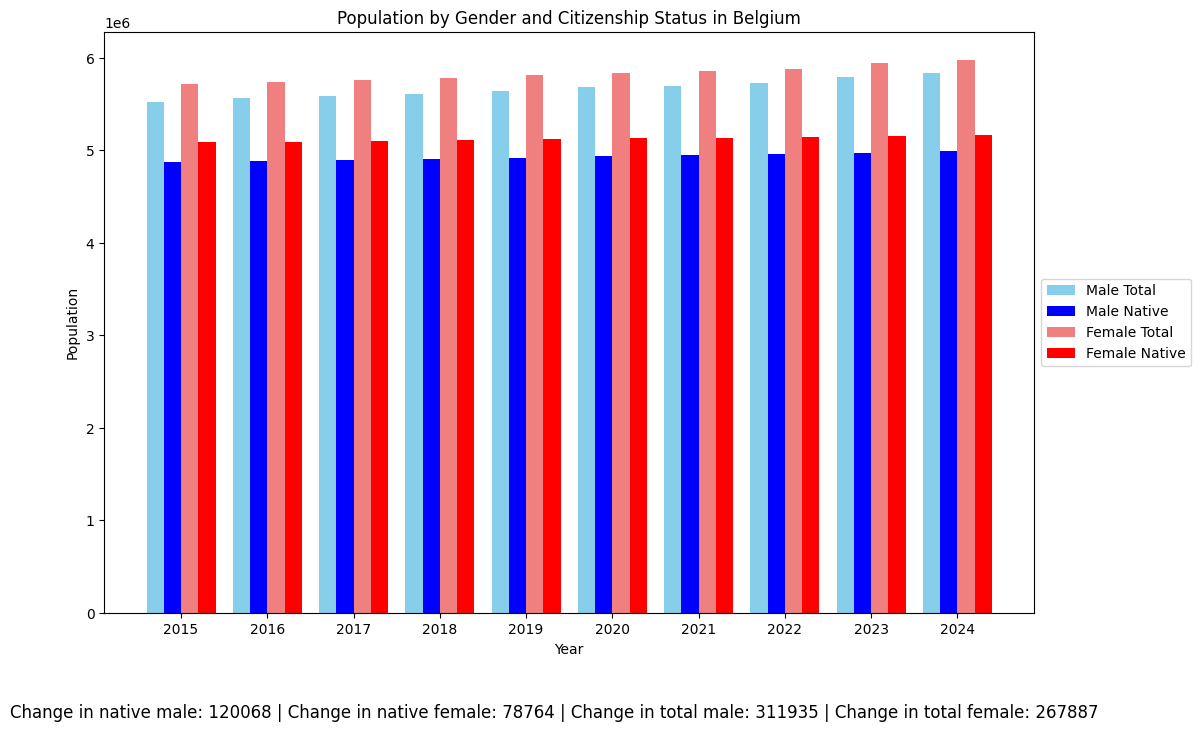 Population by Gender and Citizenship Status in Belgium
1e6
6
5
4
3
2
1
0
Population
2015 2016 2017 2018 2019 2020 2021 2022 2023 2024
Year
Male Total
Male Native
Female Total
Female Native
Change in native male: 120068 | Change in native female: 78764 | Change in total male: 311935 | Change in total female: 267887